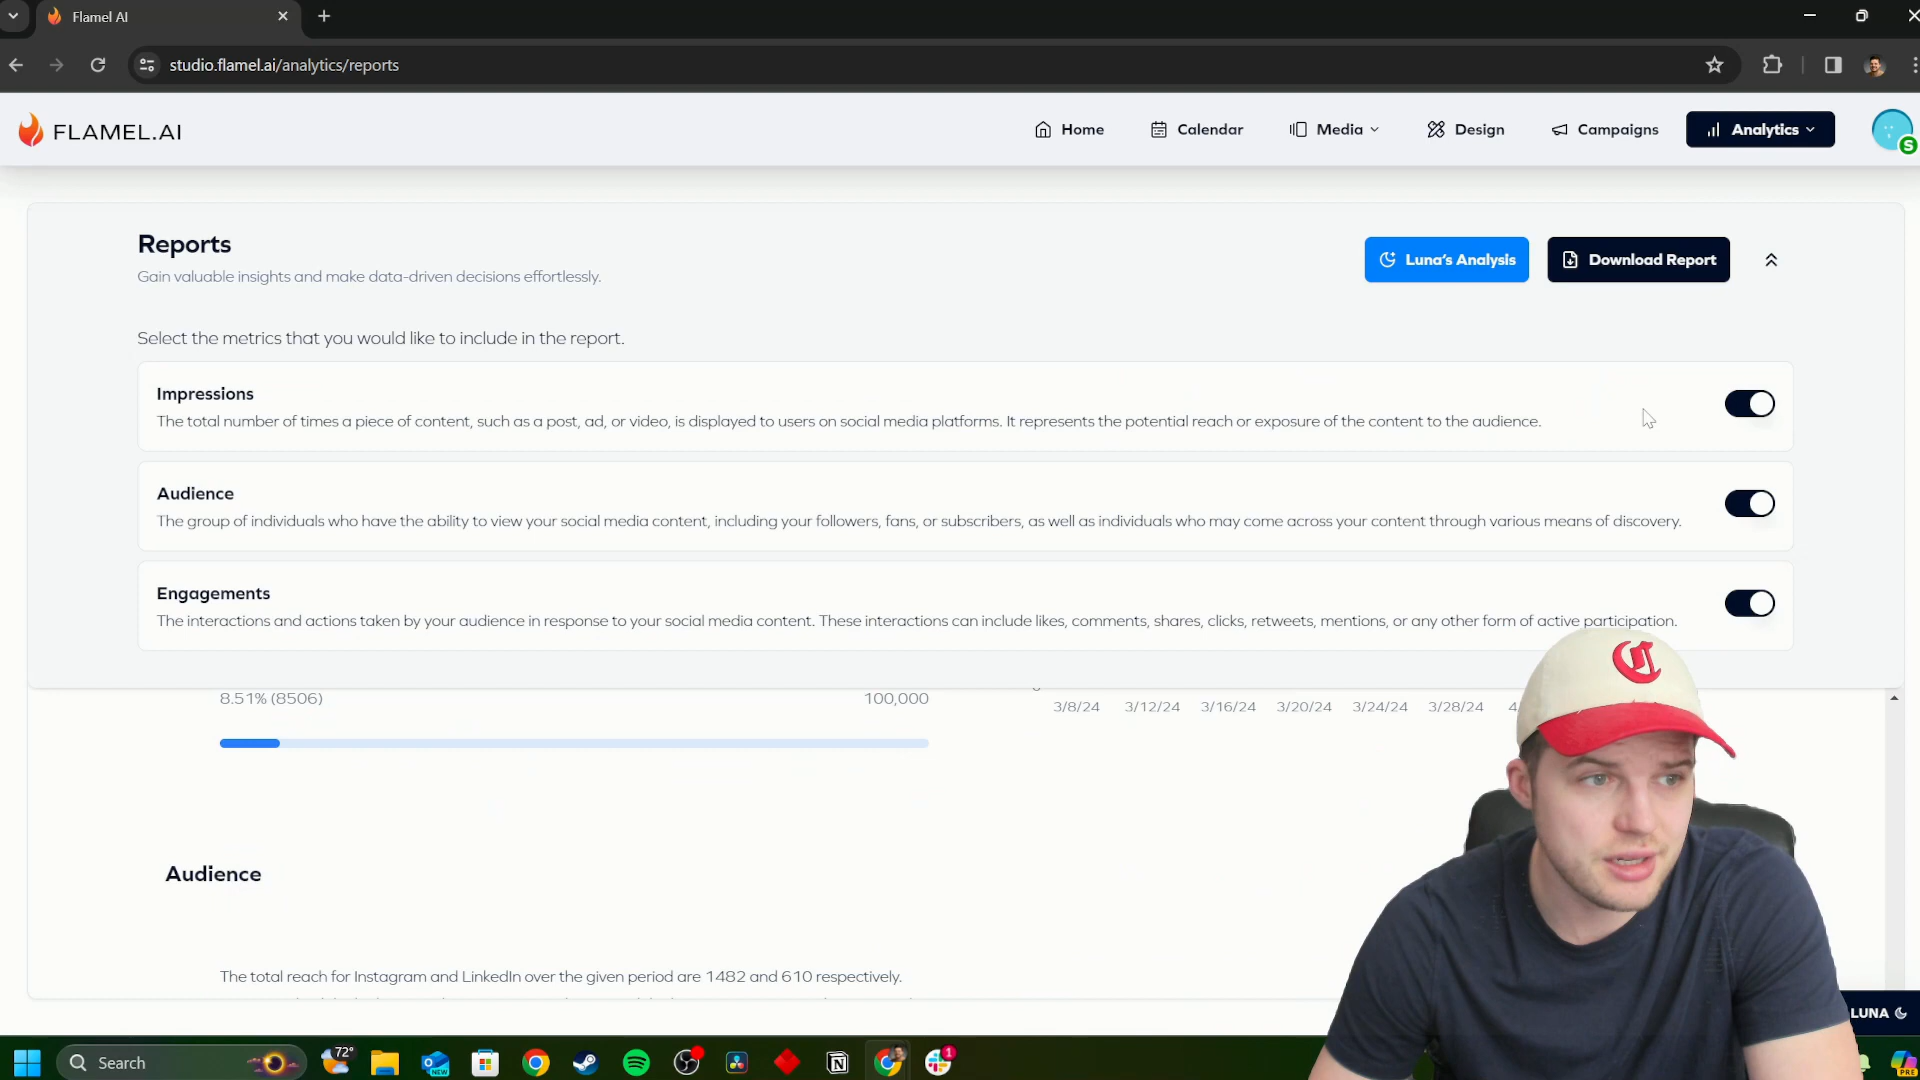 Flamel AI
studio.flamel.ai/analytics/reports
FLAMEL.AI
Home
Calendar
Media
Design
Campaigns
Analytics
S
Reports
Gain valuable insights and make data-driven decisions effortlessly.
Luna's Analysis
Download Report
Select the metrics that you would like to include in the report.
Impressions
The total number of times a piece of content, such as a post, ad, or video, is displayed to users on social media platforms. It represents the potential reach or exposure of the content to the audience.
Audience
The group of individuals who have the ability to view your social media content, including your followers, fans, or subscribers, as well as individuals who may come across your content through various means of discovery.
Engagements
The interactions and actions taken by your audience in response to your social media content. These interactions can include likes, comments, shares, clicks, retweets, mentions, or any other form of active participation.
8.51% (8506)
100,000
3/8/24 3/12/24 3/16/24 3/20/24 3/24/24 3/28/24
Audience
The total reach for Instagram and LinkedIn over the given period are 1482 and 610 respectively.
LUNA
Search
72°
NEW
1
PRE